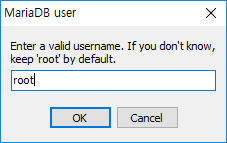 MariaDB user
Enter a valid username. If you don't know,
keep 'root' by default.
root
OK
Cancel